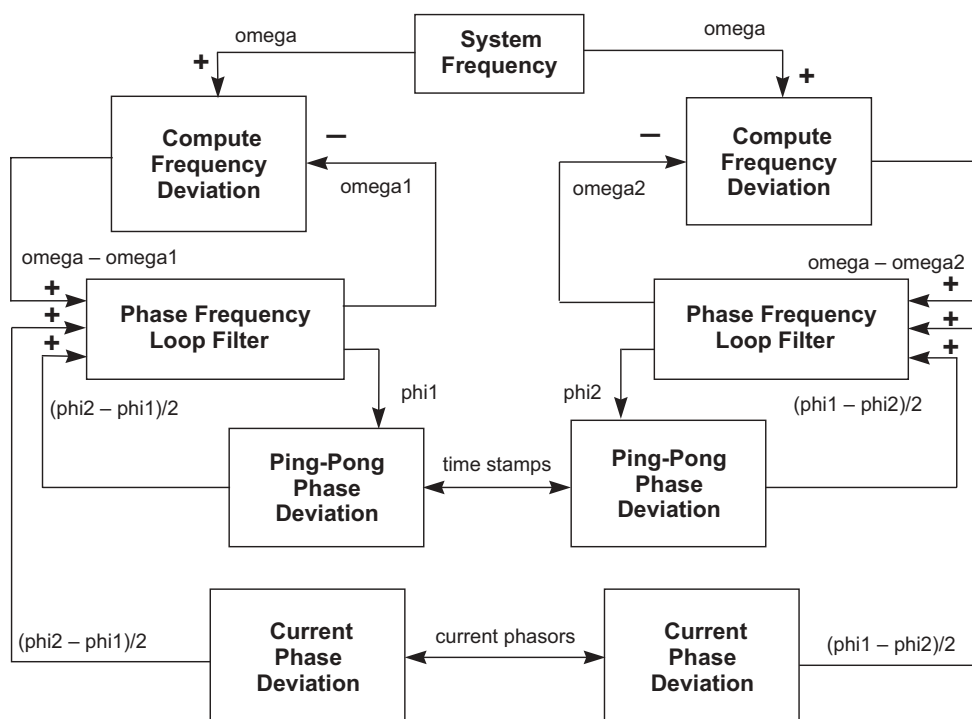 omega
System
Frequency
omega
+
+
Compute
Frequency
Deviation
–
–
Compute
Frequency
Deviation
omega1
omega2
omega – omega1
omega – omega2
+
+
+
Phase Frequency
Loop Filter
Phase Frequency
Loop Filter
+
+
+
(phi2 – phi1)/2
phi1
phi2
(phi1 – phi2)/2
Ping-Pong
Phase
Deviation
time stamps
Ping-Pong
Phase
Deviation
(phi2 – phi1)/2
Current
Phase
Deviation
current phasors
Current
Phase
Deviation
(phi1 – phi2)/2